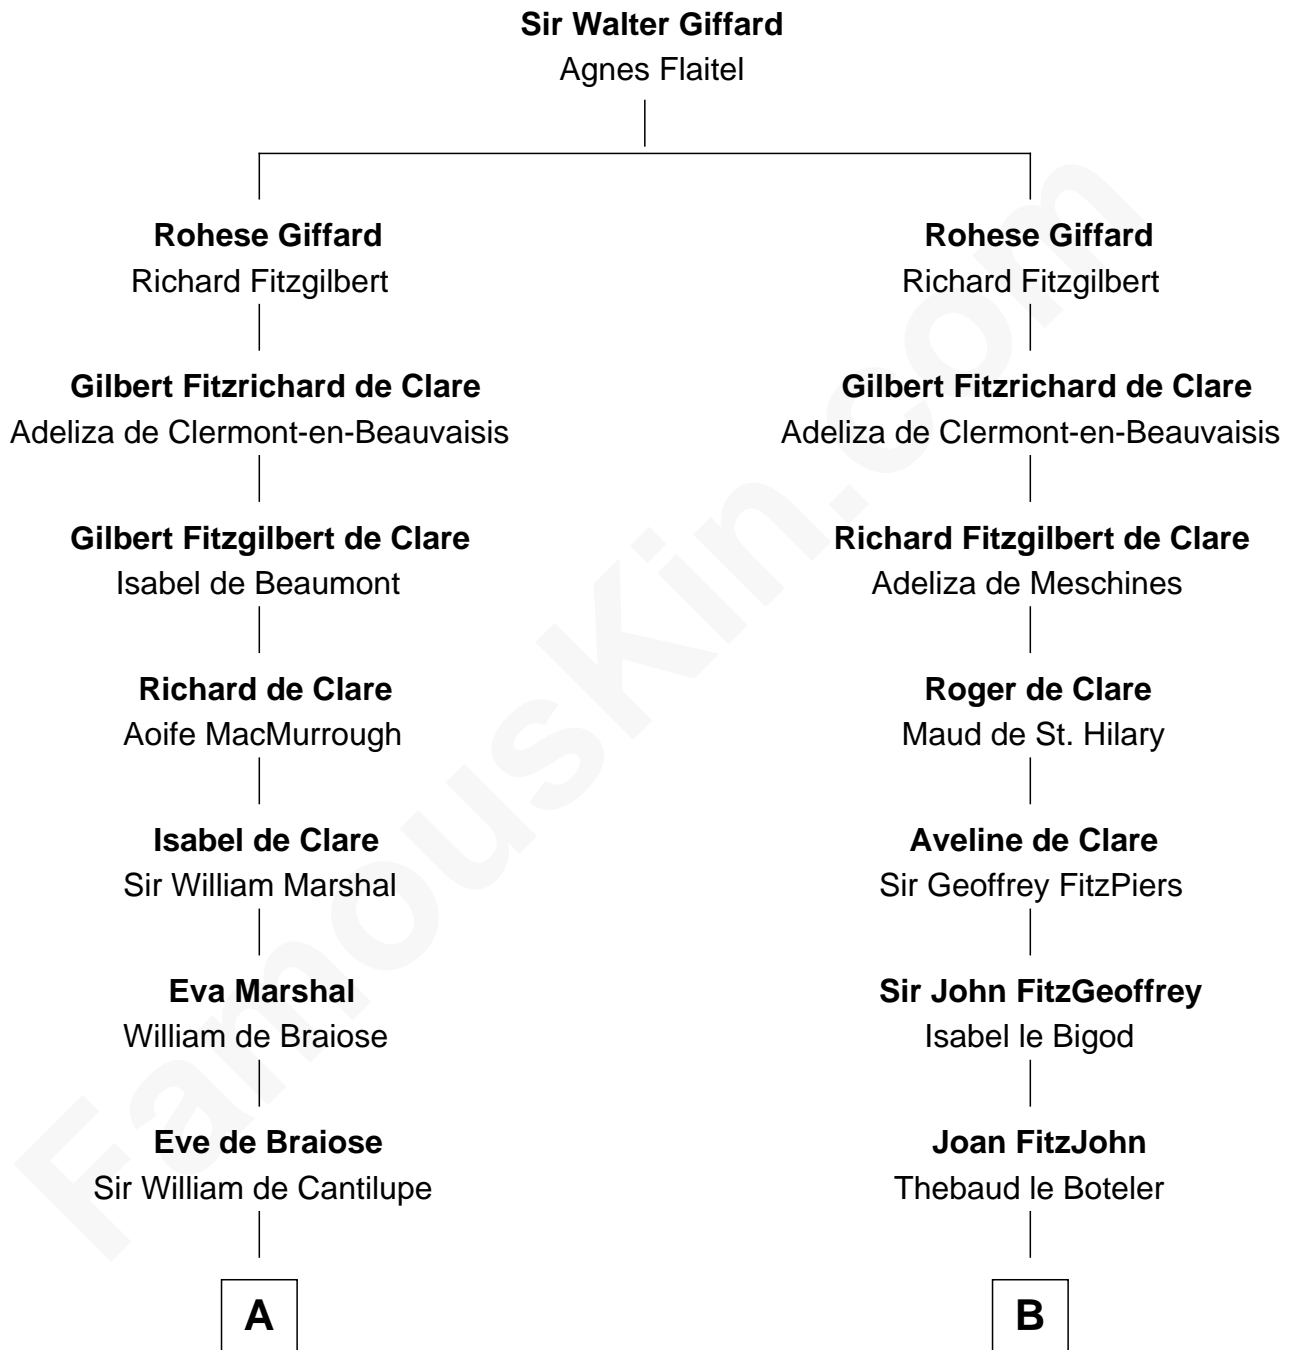 Sir Walter Giffard
Agnes Flaitel
Rohese Giffard
Richard Fitzgilbert
Gilbert Fitzrichard de Clare
Adeliza de Clermont-en-Beauvaisis
Gilbert Fitzgilbert de Clare
Isabel de Beaumont
Richard de Clare
Aoife MacMurrough
Isabel de Clare
Sir William Marshal
Eva Marshal
William de Braiose
Eve de Braiose
Sir William de Cantilupe
A
Rohese Giffard
Richard Fitzgilbert
Gilbert Fitzrichard de Clare
Adeliza de Clermont-en-Beauvaisis
Richard Fitzgilbert de Clare
Adeliza de Meschines
Roger de Clare
Maud de St. Hilary
Aveline de Clare
Sir Geoffrey FitzPiers
Sir John FitzGeoffrey
Isabel le Bigod
Joan FitzJohn
Thebaud le Boteler
B
FamousKin.com